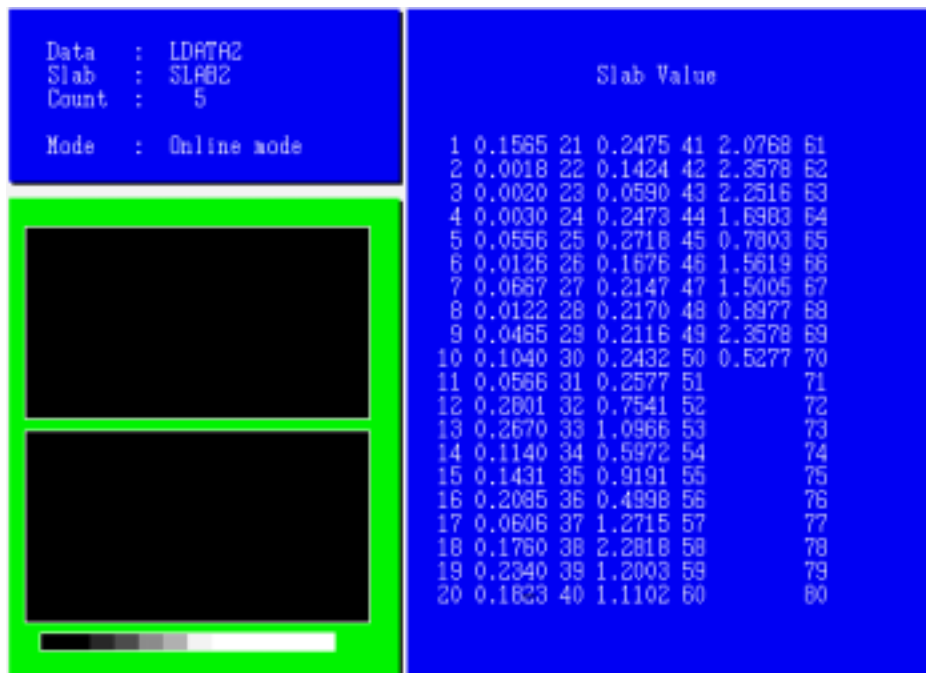 Data : LDATA2
Slab : SLAB2
Count : 5
Mode : Online mode
Slab Value
1 0.1565 21 0.2475 41 2.0768 61
2 0.0018 22 0.1424 42 2.3578 62
3 0.0020 23 0.0590 43 2.2516 63
4 0.0030 24 0.2473 44 1.6983 64
5 0.0556 25 0.2718 45 0.7803 65
6 0.0126 26 0.1676 46 1.5619 66
7 0.0667 27 0.2147 47 1.5005 67
8 0.0122 28 0.2170 48 0.8977 68
9 0.0465 29 0.2116 49 2.3578 69
10 0.1040 30 0.2432 50 0.5277 70
11 0.0566 31 0.2577 51 71
12 0.2801 32 0.7541 52 72
13 0.2670 33 1.0966 53 73
14 0.1140 34 0.5972 54 74
15 0.1431 35 0.9191 55 75
16 0.2085 36 0.4998 56 76
17 0.0606 37 1.2715 57 77
18 0.1760 38 2.2818 58 78
19 0.2340 39 1.2003 59 79
20 0.1823 40 1.1102 60 80